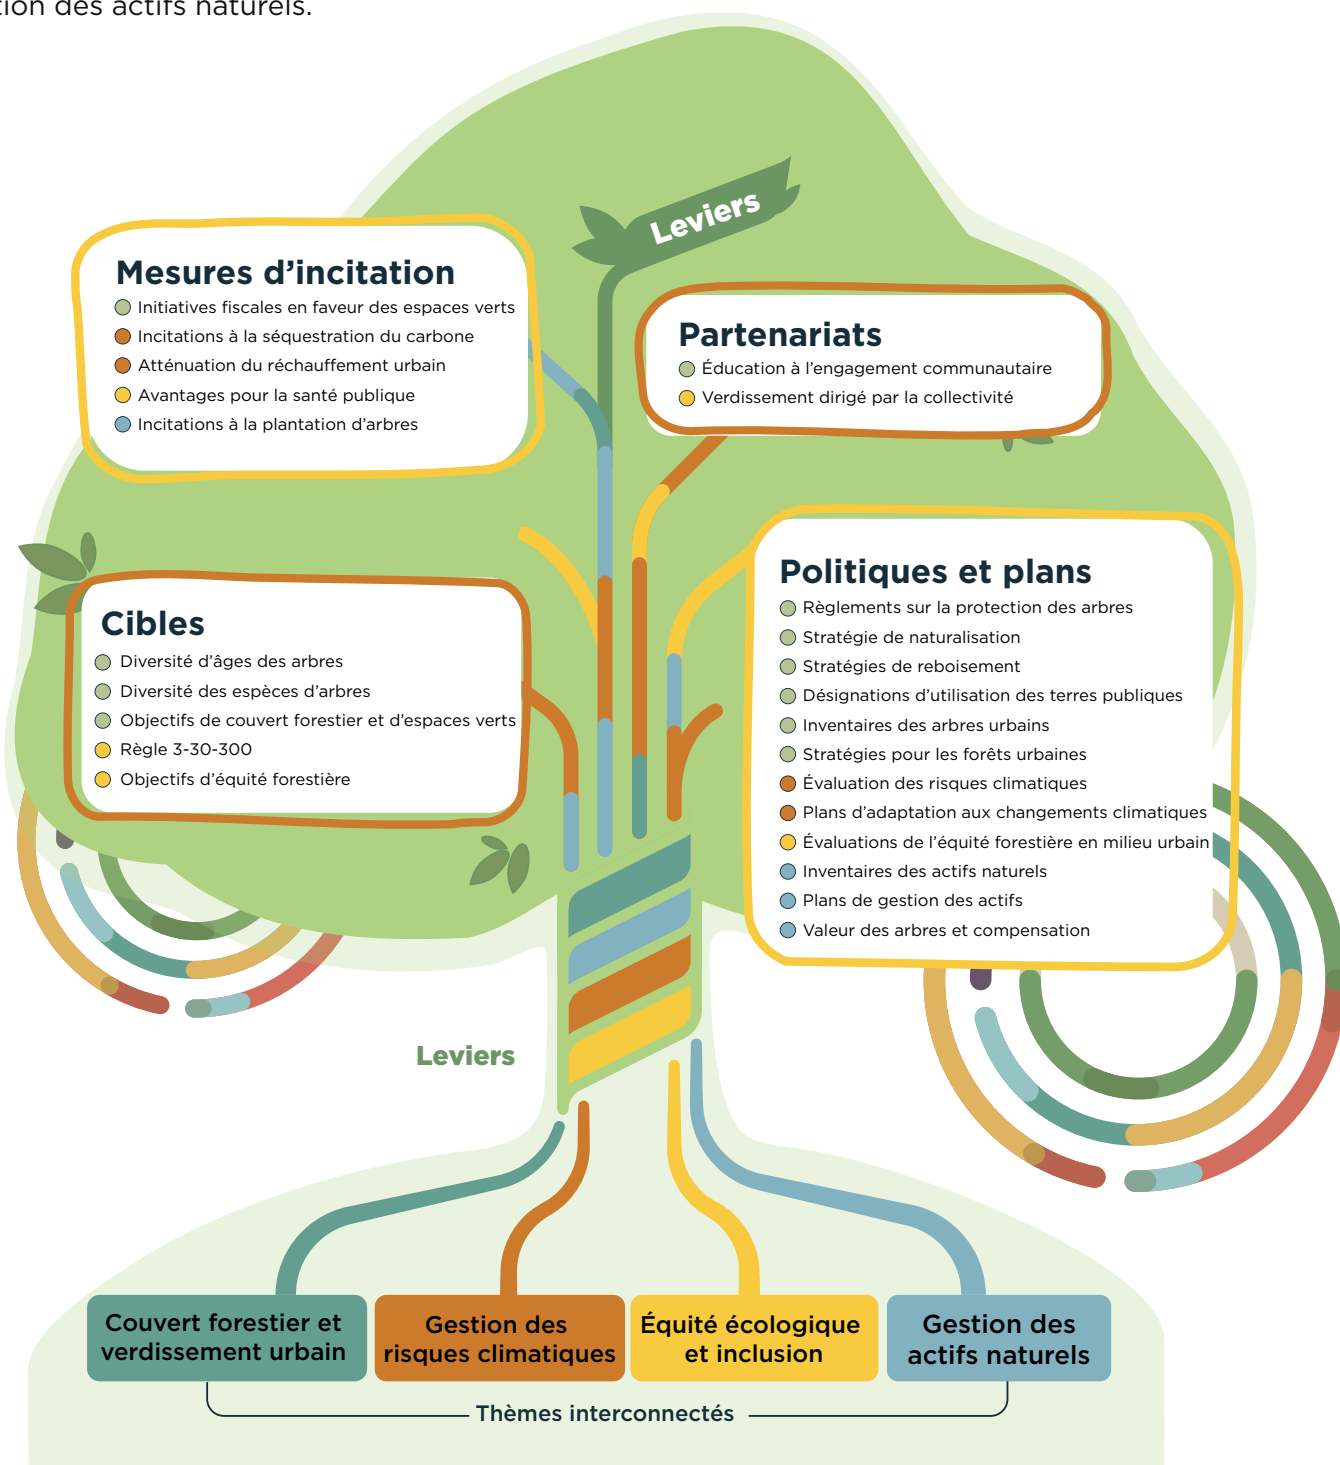 des actifs naturels.
Leviers
Mesures d’incitation
Initiatives fiscales en faveur des espaces verts
Incitations à la séquestration du carbone
Atténuation du réchauffement urbain
Avantages pour la santé publique
Incitations à la plantation d’arbres
Partenariats
Éducation à l’engagement communautaire
Verdissement dirigé par la collectivité
Cibles
Diversité d’âges des arbres
Diversité des espèces d’arbres
Objectifs de couvert forestier et d’espaces verts
Règle 3-30-300
Objectifs d’équité forestière
Politiques et plans
Règlements sur la protection des arbres
Stratégie de naturalisation
Stratégies de reboisement
Désignations d’utilisation des terres publiques
Inventaires des arbres urbains
Stratégies pour les forêts urbaines
Évaluation des risques climatiques
Plans d’adaptation aux changements climatiques
Évaluations de l’équité forestière en milieu urbain
Inventaires des actifs naturels
Plans de gestion des actifs
Valeur des arbres et compensation
Leviers
Couvert forestier et
verdissement urbain
Gestion des
risques climatiques
Équité écologique
et inclusion
Gestion des
actifs naturels
Thèmes interconnectés